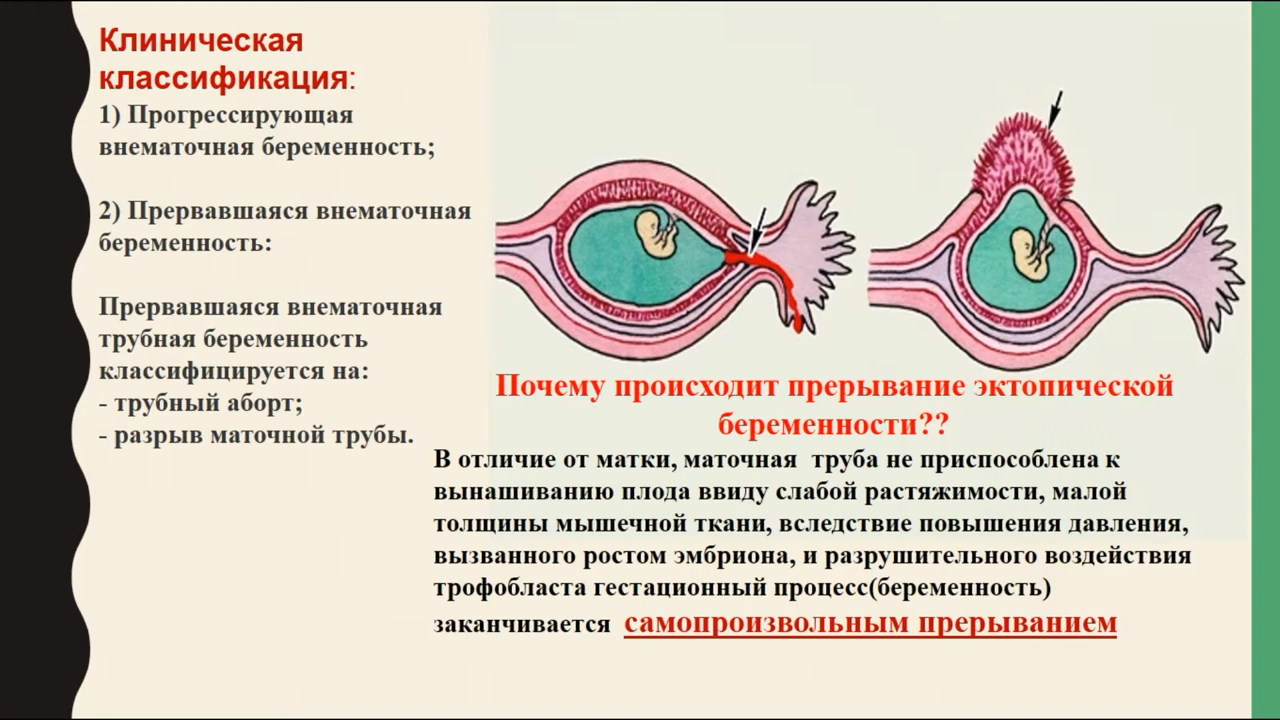 Клиническая
классификация:
1) Прогрессирующая
внематочная беременность;
2) Прервавшаяся внематочная
беременность:
Прервавшаяся внематочная
трубная беременность
классифицируется на:
- трубный аборт;
- разрыв маточной трубы.
Почему происходит прерывание эктопической
беременности??
В отличие от матки, маточная труба не приспособлена к
вынашиванию плода ввиду слабой растяжимости, малой
толщины мышечной ткани, вследствие повышения давления,
вызванного ростом эмбриона, и разрушительного воздействия
трофобласта гестационный процесс(беременность)
заканчивается самопроизвольным прерыванием